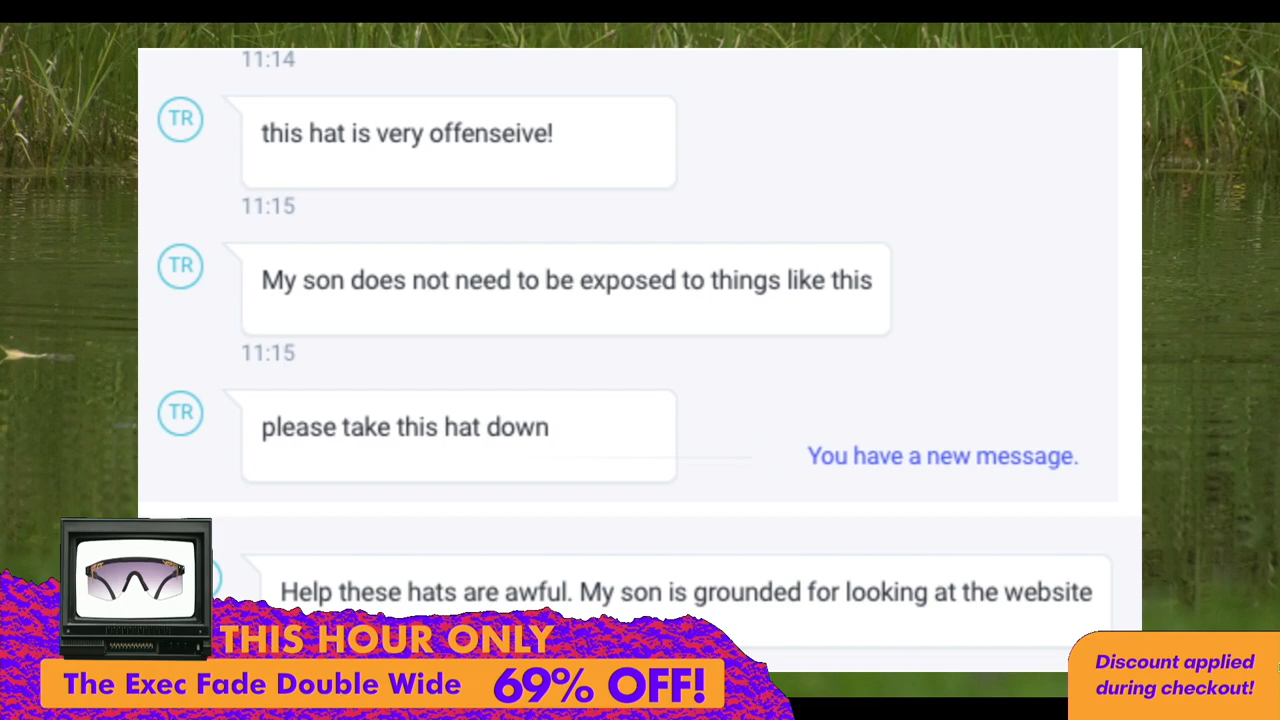 11:14
TR
this hat is very offenseive!
11:15
TR
My son does not need to be exposed to things like this
11:15
TR
please take this hat down
You have a new message.
Help these hats are awful. My son is grounded for looking at the website
THIS HOUR ONLY
The Exec Fade Double Wide 69% OFF!
Discount applied
during checkout!